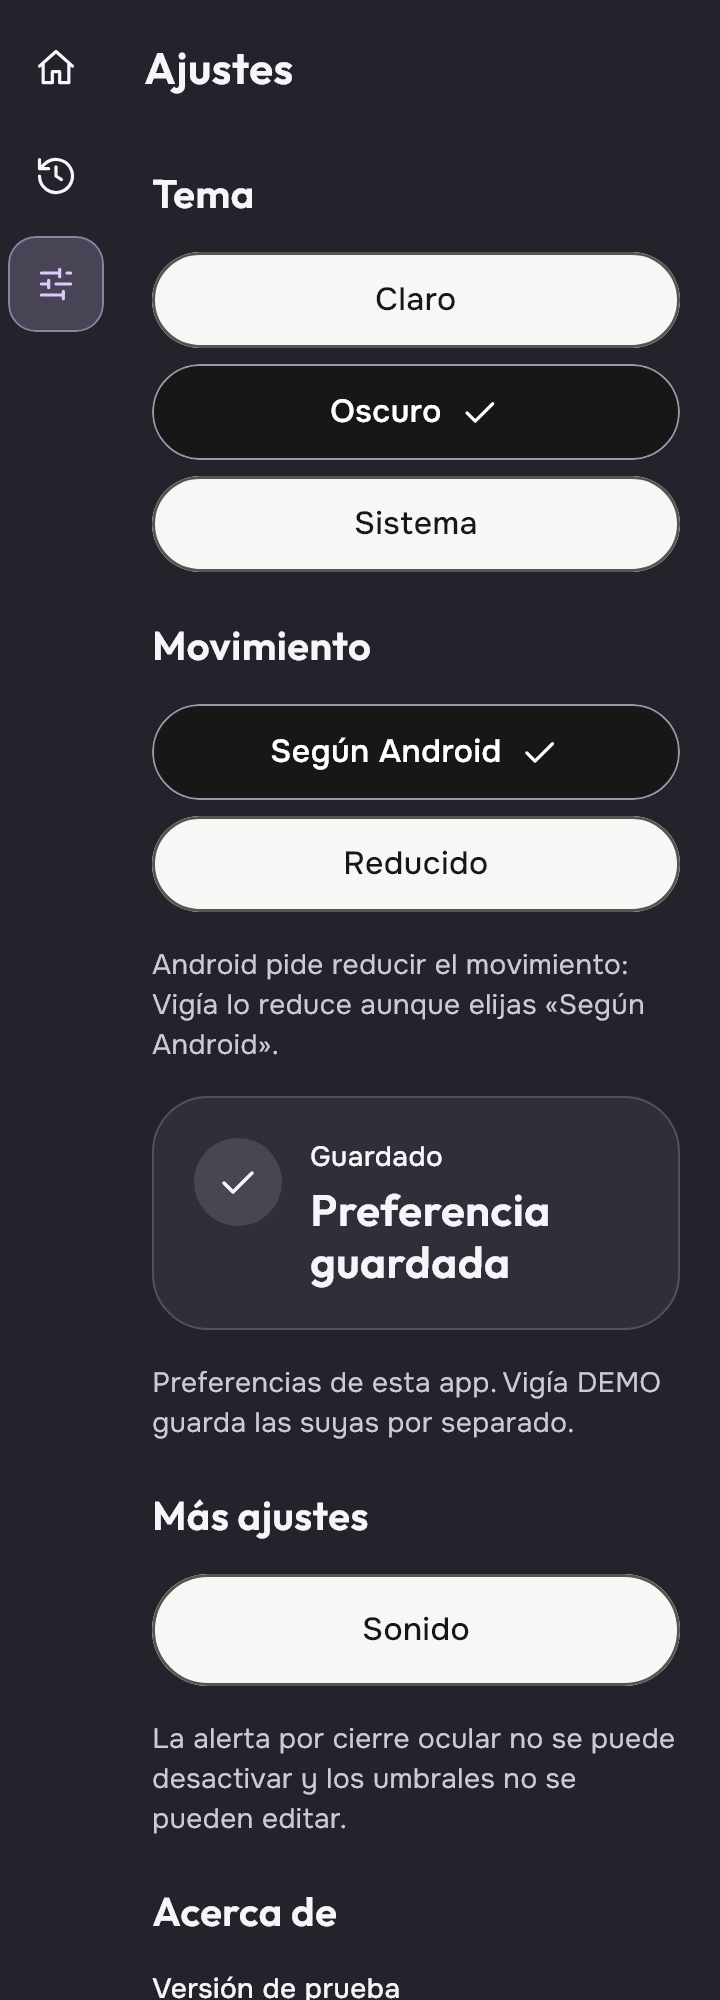 Ajustes
Tema
Claro
Oscuro
Sistema
Movimiento
Según Android
Reducido
Android pide reducir el movimiento:
Vigía lo reduce aunque elijas «Según
Android».
Guardado
Preferencia
guardada
Preferencias de esta app. Vigía DEMO
guarda las suyas por separado.
Más ajustes
Sonido
La alerta por cierre ocular no se puede
desactivar y los umbrales no se
pueden editar.
Acerca de
Versión de prueba